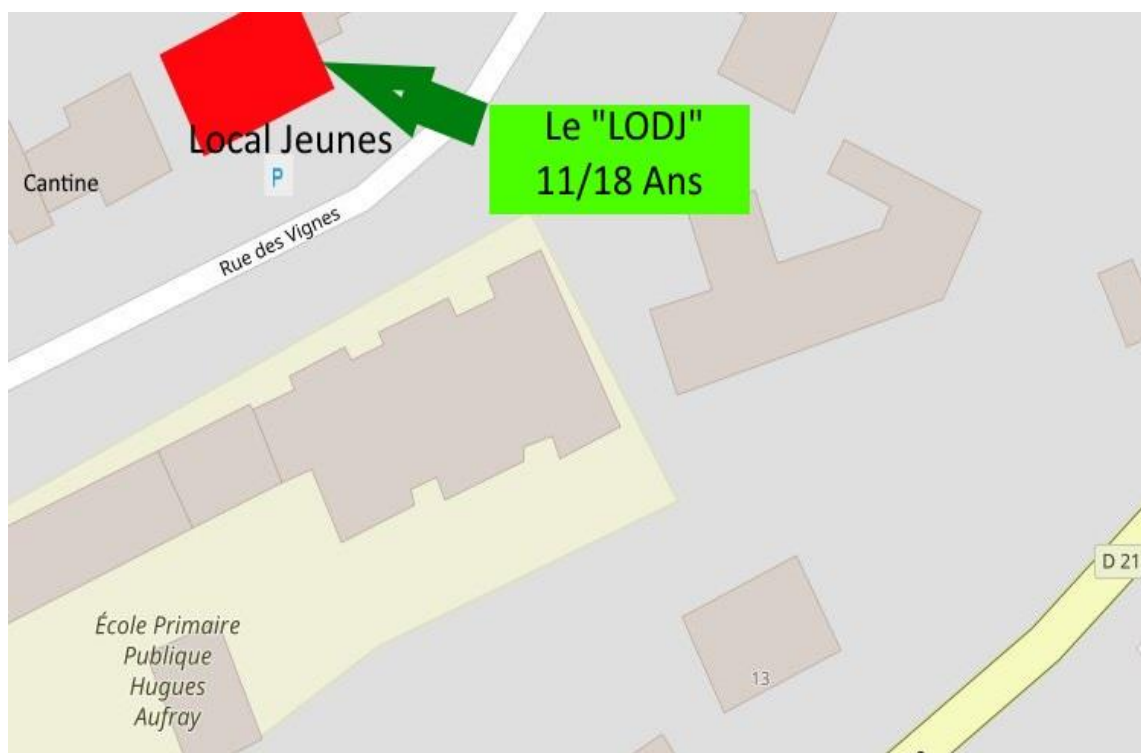 Le "LODJ"
11/18 Ans
Local Jeunes
P
Cantine
Rue des Vignes
D 21
École Primaire
Publique
Hugues
Aufray
13